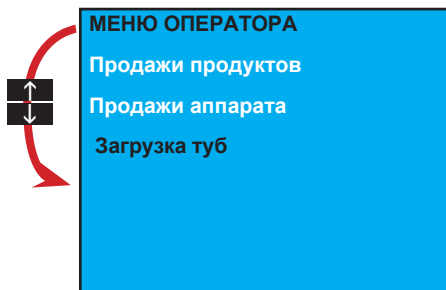 МЕНЮ ОПЕРАТОРА
Продажи продуктов
Продажи аппарата
Загрузка туб